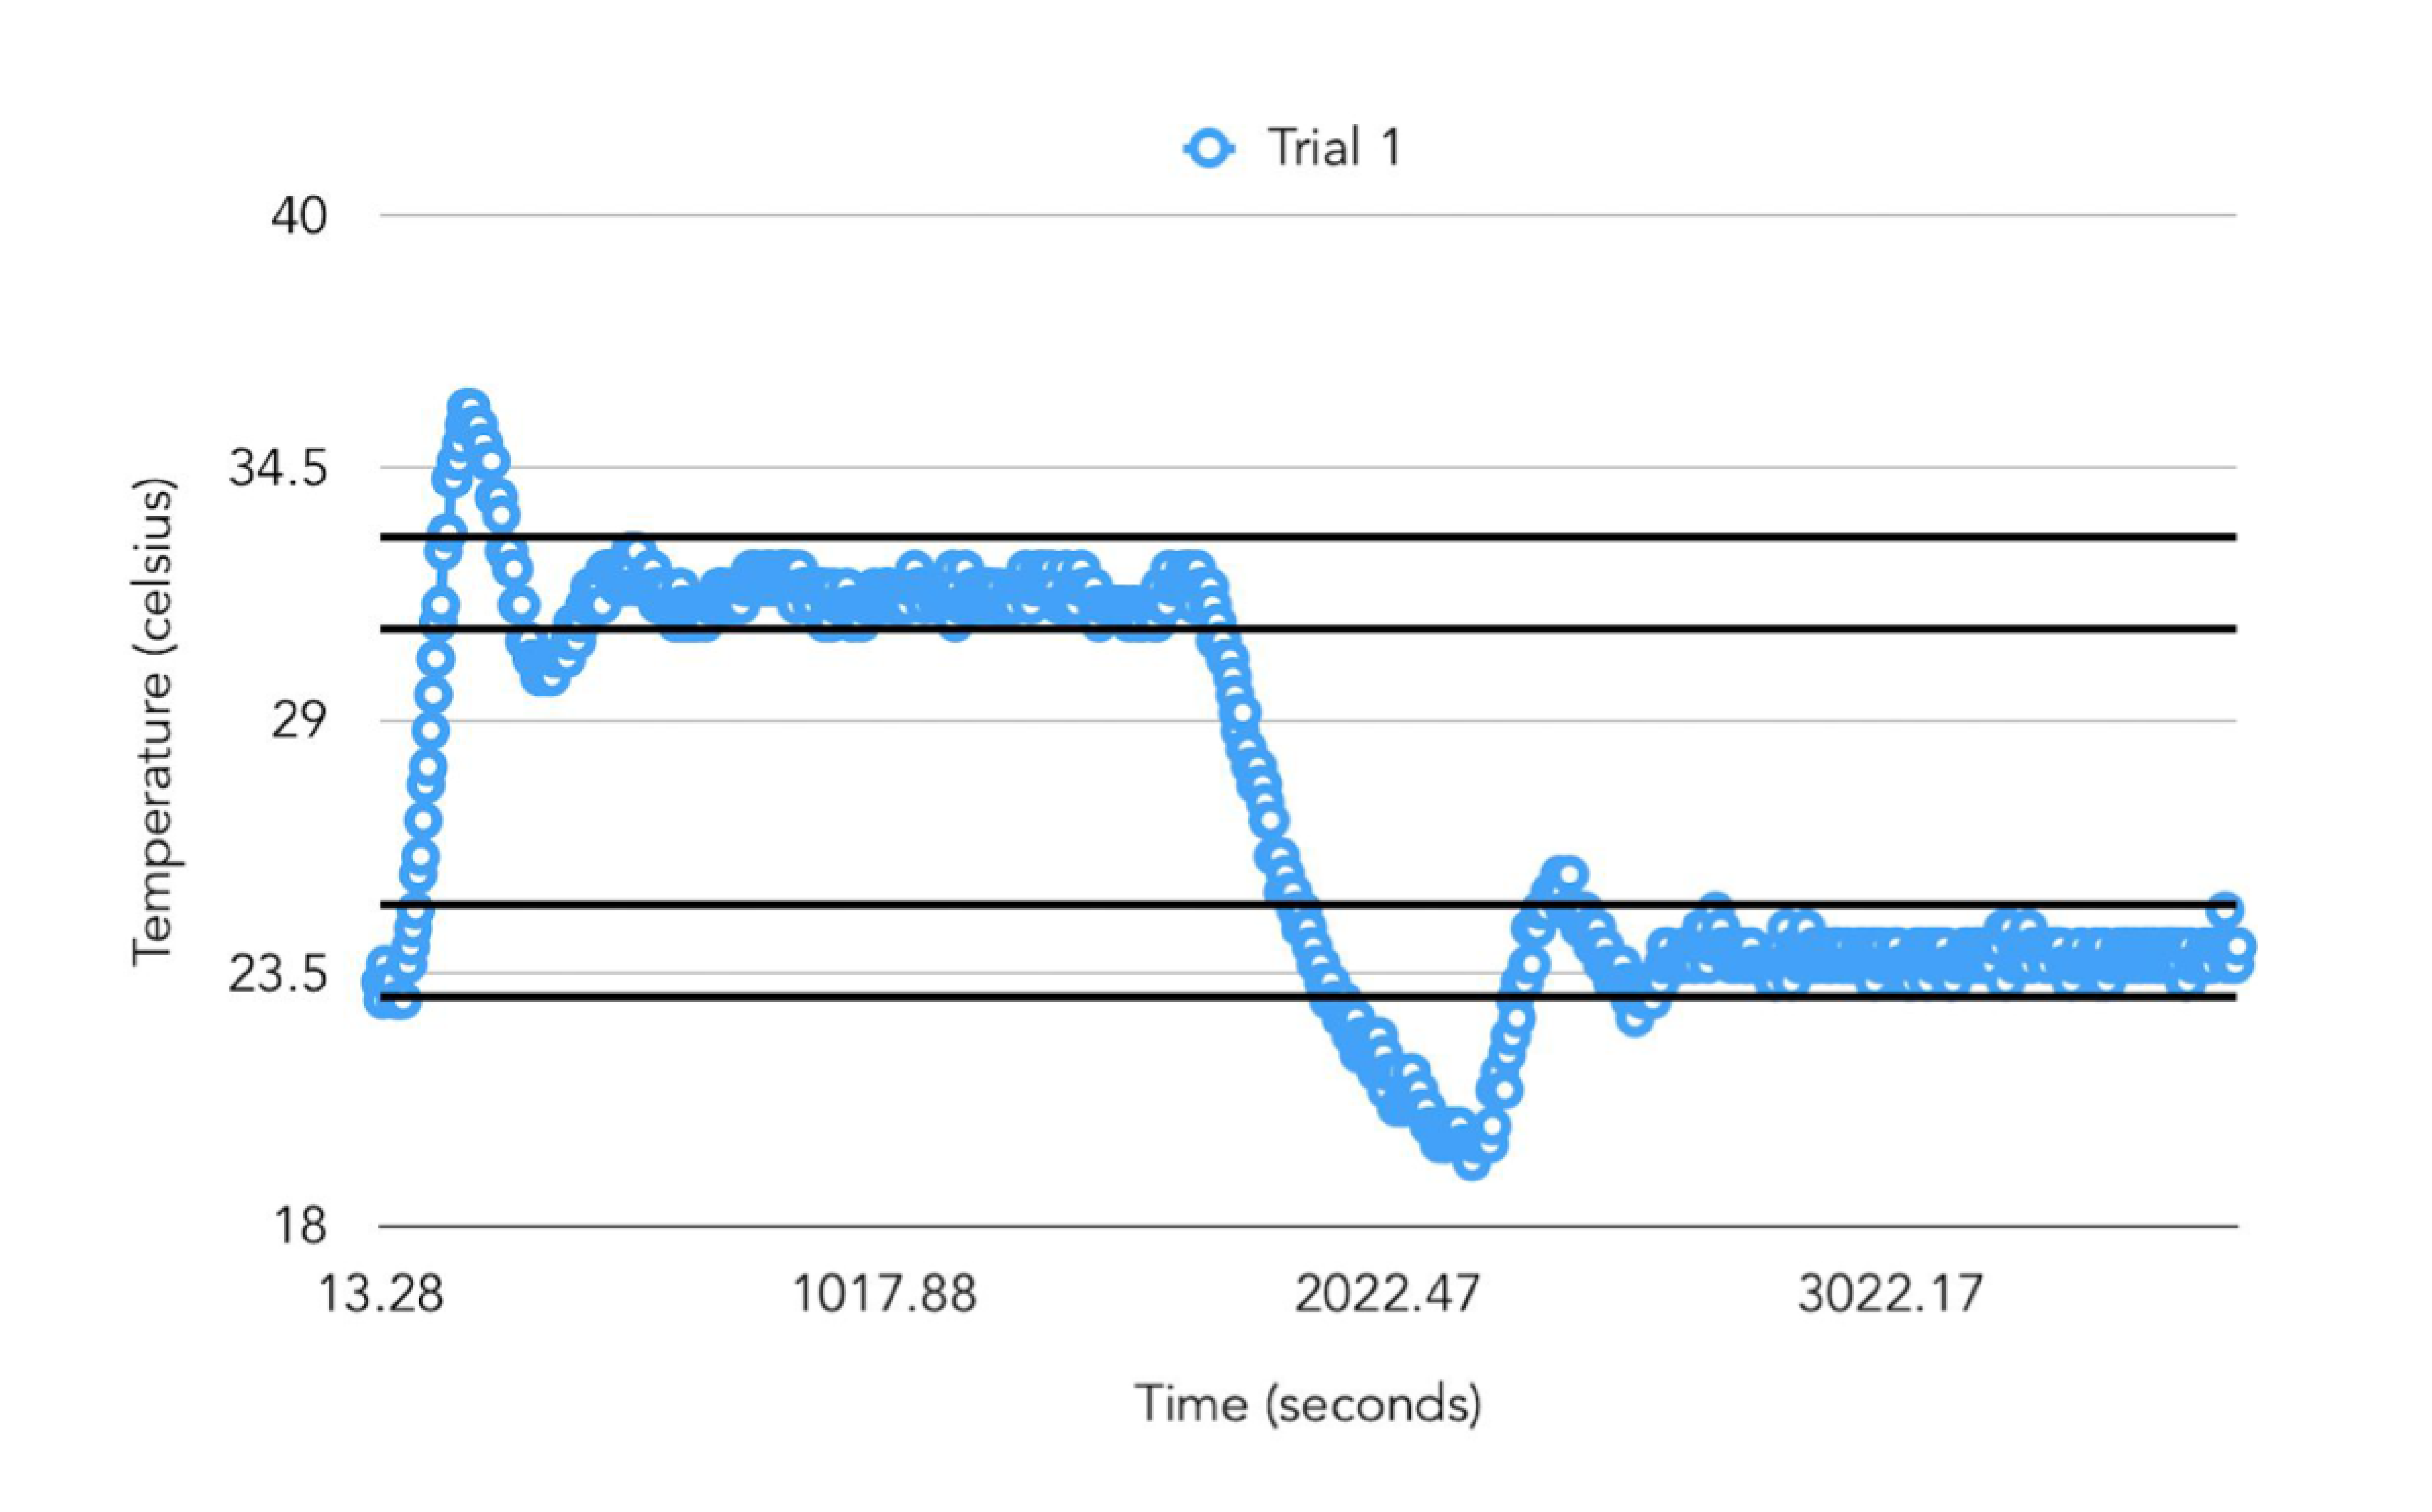 Trial 1
40
34.5
29
23.5
18
Temperature (celsius)
13.28 1017.88 2022.47 3022.17
Time (seconds)